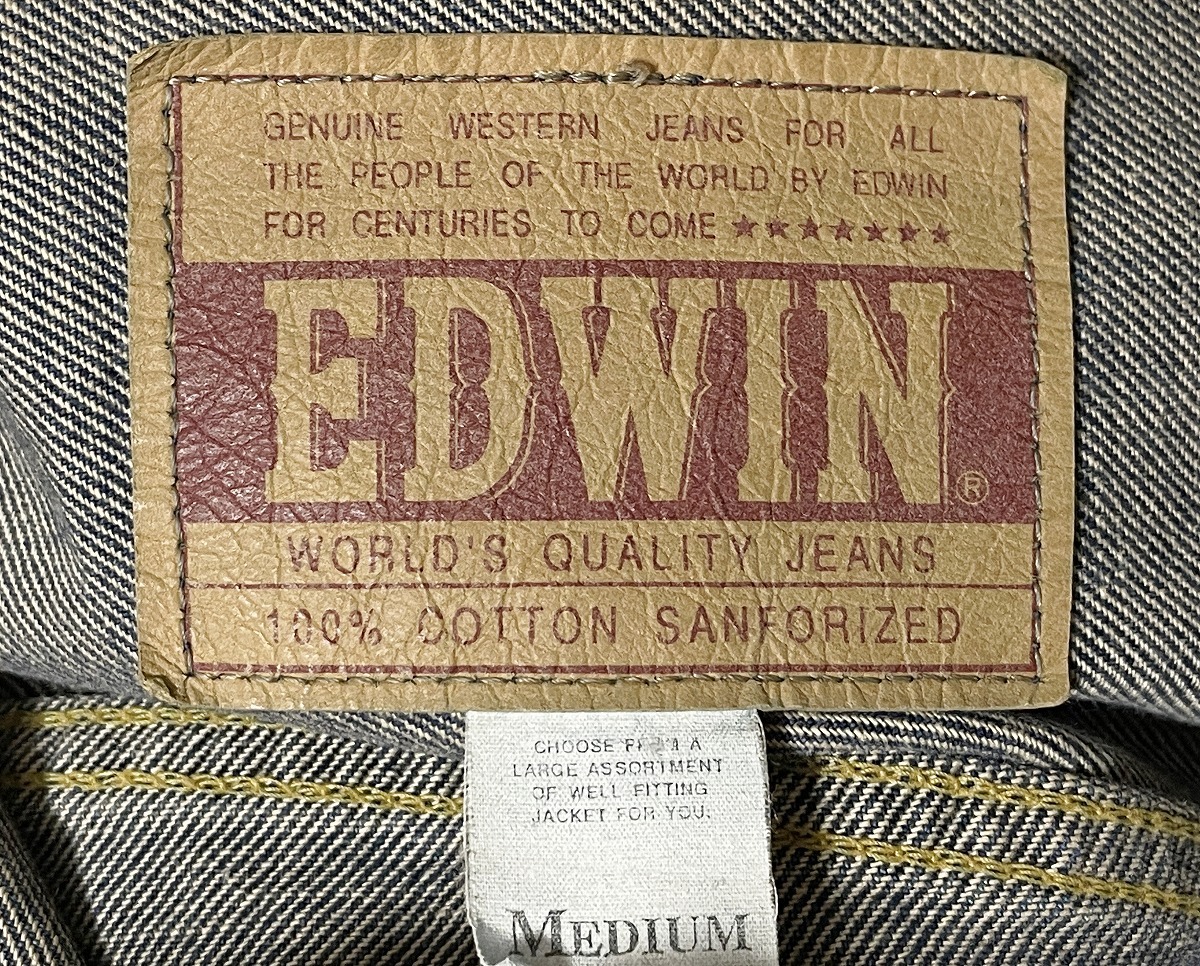 GENUINE WESTERN JEANS FOR ALL
THE PEOPLE OF THE WORLD BY EDWIN
FOR CENTURIES TO COME ★★★★★★★
EDWIN®
WORLD'S QUALITY JEANS
100% COTTON SANFORIZED
CHOOSE FROM A
LARGE ASSORTMENT
OF WELL FITTING
JACKET FOR YOU.
MEDIUM